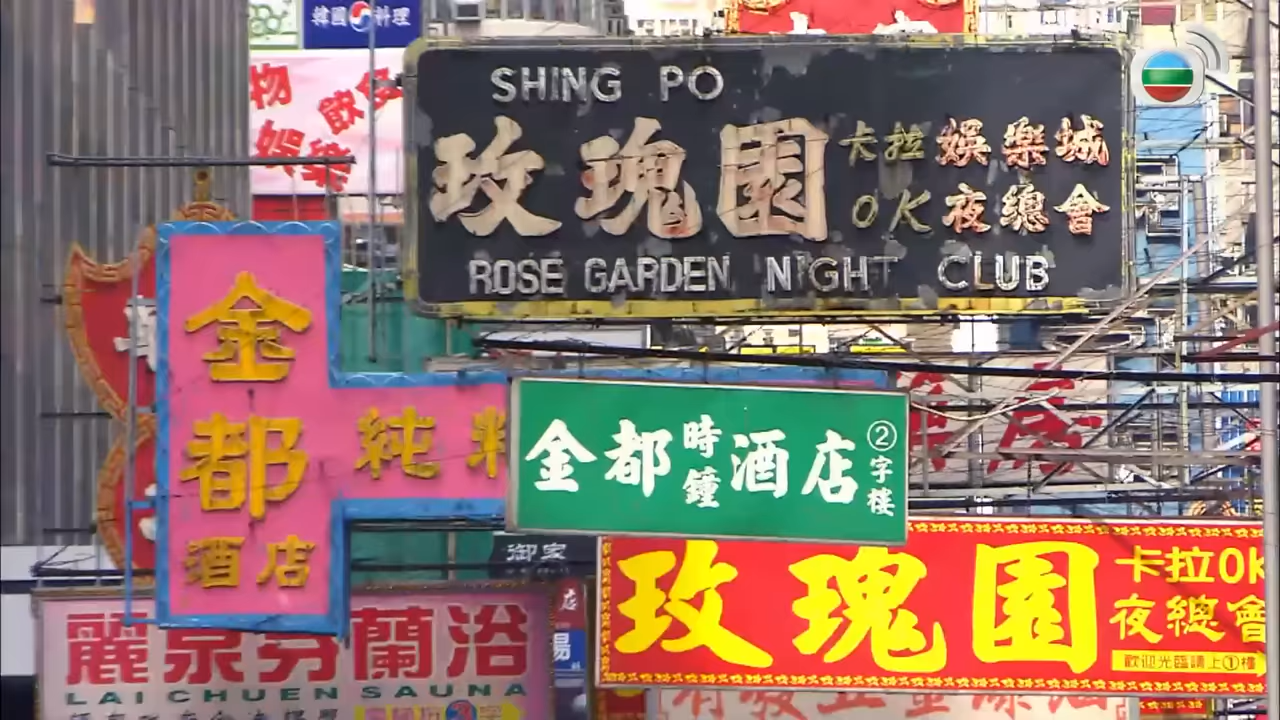 韓國料理
物
飲食
娛樂
SHING PO
玫瑰園
卡拉
OK
娛樂城
夜總會
ROSE GARDEN NIGHT CLUB
金都
酒店
純
金都時鐘酒店
②字樓
御家
玫瑰園
卡拉OK
夜總會
歡迎光臨請上①樓
麗泉芬蘭浴
LAI CHUEN SAUNA
店